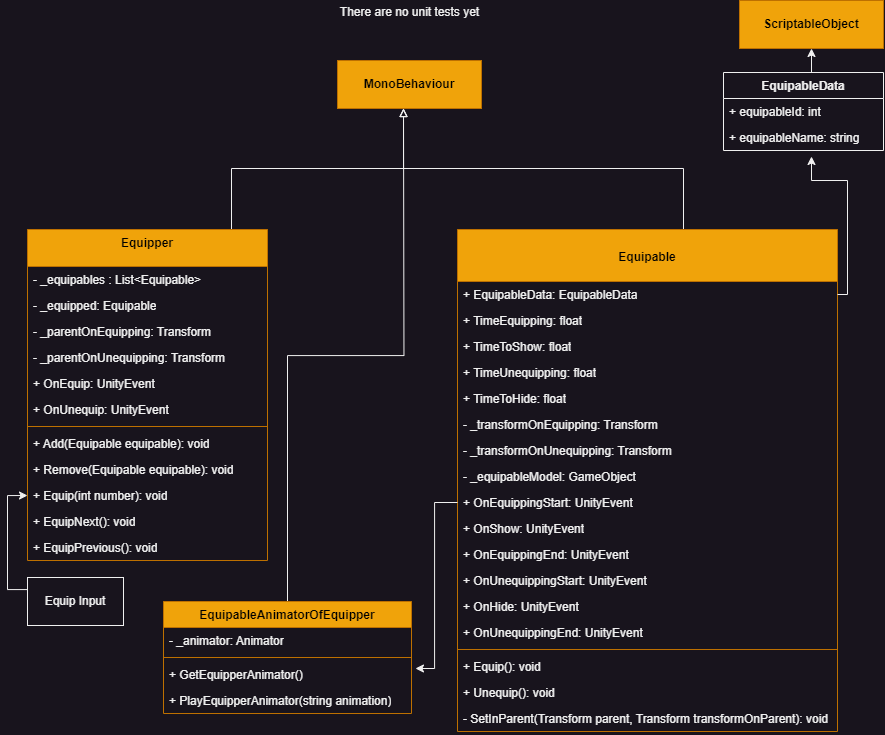 There are no unit tests yet
ScriptableObject
MonoBehaviour
EquipableData
+ equipableId: int
+ equipableName: string
Equipper
- _equipables : List<Equipable>
- _equipped: Equipable
- _parentOnEquipping: Transform
- _parentOnUnequipping: Transform
+ OnEquip: UnityEvent
+ OnUnequip: UnityEvent
+ Add(Equipable equipable): void
+ Remove(Equipable equipable): void
+ Equip(int number): void
+ EquipNext(): void
+ EquipPrevious(): void
Equip Input
EquipableAnimatorOfEquipper
- _animator: Animator
+ GetEquipperAnimator()
+ PlayEquipperAnimator(string animation)
Equipable
+ EquipableData: EquipableData
+ TimeEquipping: float
+ TimeToShow: float
+ TimeUnequipping: float
+ TimeToHide: float
- _transformOnEquipping: Transform
- _transformOnUnequipping: Transform
- _equipableModel: GameObject
+ OnEquippingStart: UnityEvent
+ OnShow: UnityEvent
+ OnEquippingEnd: UnityEvent
+ OnUnequippingStart: UnityEvent
+ OnHide: UnityEvent
+ OnUnequippingEnd: UnityEvent
+ Equip(): void
+ Unequip(): void
- SetInParent(Transform parent, Transform transformOnParent): void